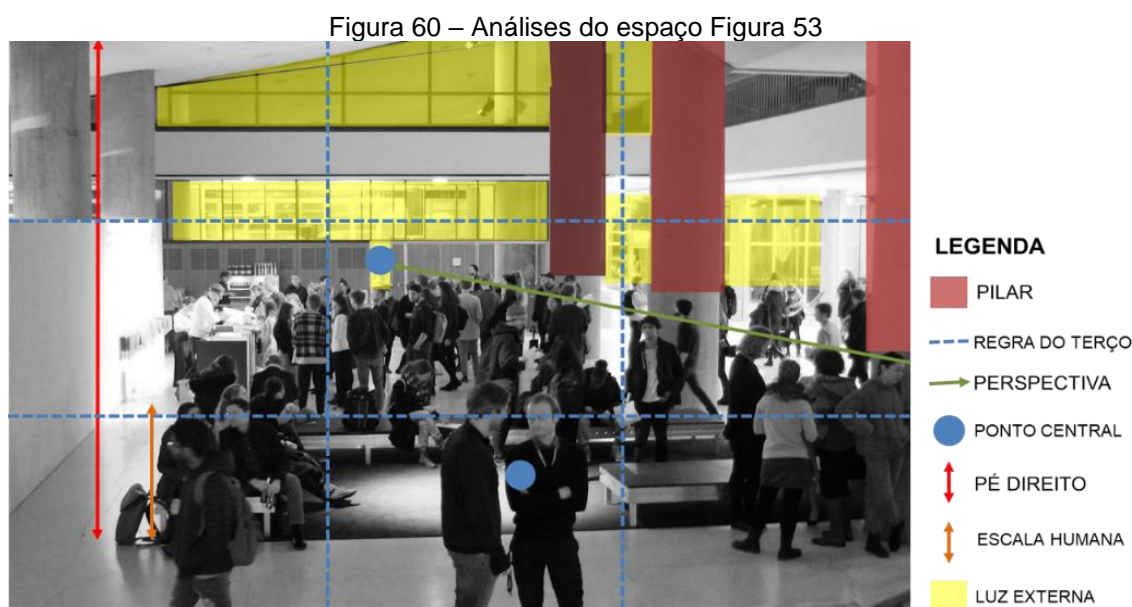 Figura 60 – Análises do espaço Figura 53
LEGENDA
PILAR
REGRA DO TERÇO
PERSPECTIVA
PONTO CENTRAL
PÉ DIREITO
ESCALA HUMANA
LUZ EXTERNA